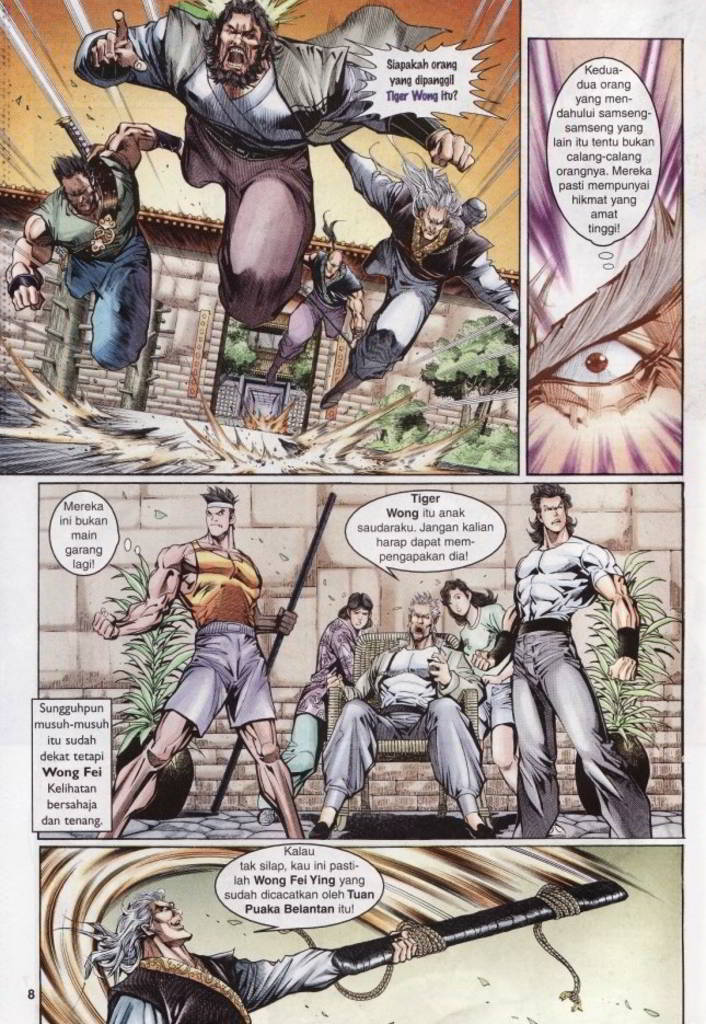 Siapakah orang
yang dipanggil
Tiger Wong itu?
Kedua-
dua orang
yang men-
dahului samseng-
samseng yang
lain itu bukan
calang-calang
orangnya. Mereka
pasti mempunyai
hikmat yang
amat
tinggi!
Mereka
ini bukan
main
garang
lagi!
Tiger
Wong itu anak
saudaraku. Jangan kalian
harap dapat mem-
pengapakan dia!
Sungguhpun
musuh-musuh
itu sudah
dekat tetapi
Wong Fei
Kelihatan
bersahaja
dan tenang.
Kalau
tak silap, kau ini pasti-
lah Wong Fei Ying yang
sudah dicacatkan oleh Tuan
Puaka Belantan itu!
8